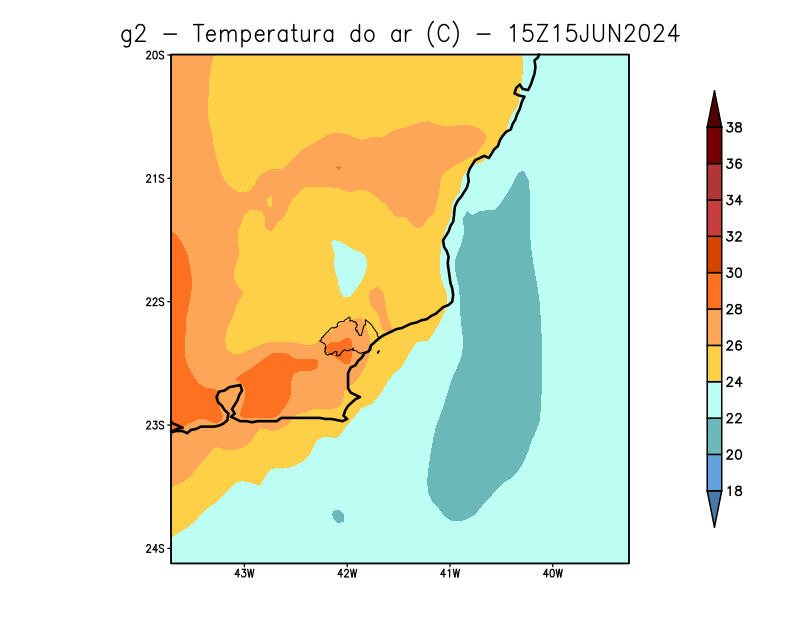 g2 – Temperatura do ar (C) – 15Z15JUN2024
20S
21S
22S
23S
24S
43W
42W
41W
40W
38
36
34
32
30
28
26
24
22
20
18